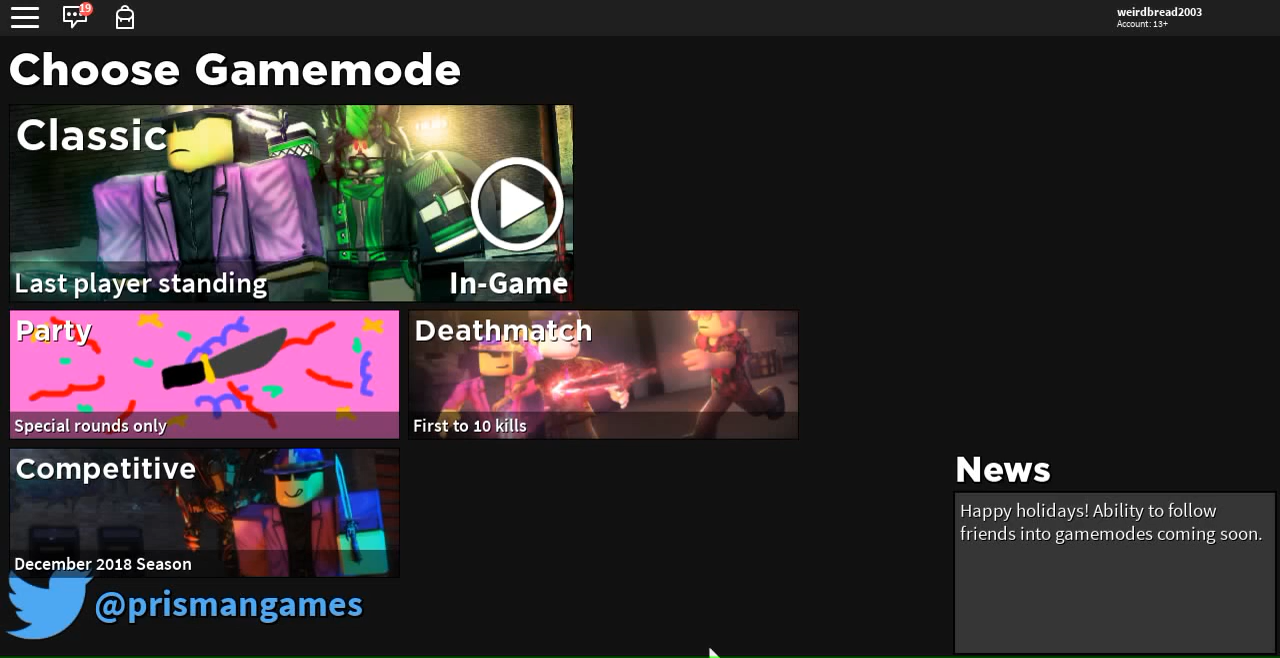 19
weirdbread2003
Account: 13+
Choose Gamemode
Classic
Last player standing
In-Game
Party
Special rounds only
Deathmatch
First to 10 kills
Competitive
December 2018 Season
@prismangames
News
Happy holidays! Ability to follow
friends into gamemodes coming soon.